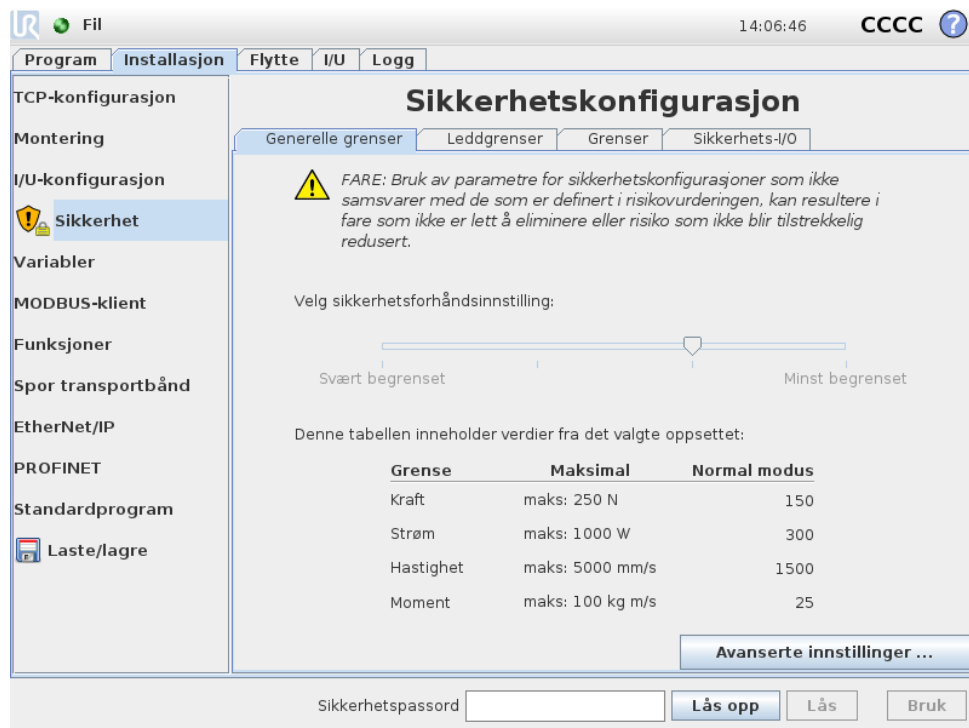 UR Fil 14:06:46 CCCC ?
Program Installasjon Flytte I/U Logg
TCP-konfigurasjon
Montering
I/U-konfigurasjon
Sikkerhet
Variabler
MODBUS-klient
Funksjoner
Spor transportbånd
EtherNet/IP
PROFINET
Standardprogram
Laste/lagre
Sikkerhetskonfigurasjon
Generelle grenser Leddgrenser Grenser Sikkerhets-I/O
FARE: Bruk av parametre for sikkerhetskonfigurasjoner som ikke
samsvarer med de som er definert i risikovurderingen, kan resultere i
fare som ikke er lett å eliminere eller risiko som ikke blir tilstrekkelig
redusert.
Velg sikkerhetsforhåndsinnstilling:
Svært begrenset Minst begrenset
Denne tabellen inneholder verdier fra det valgte oppsettet:
Grense Maksimal Normal modus
Kraft maks: 250 N 150
Strøm maks: 1000 W 300
Hastighet maks: 5000 mm/s 1500
Moment maks: 100 kg m/s 25
Avanserte innstillinger ...
Sikkerhetspassord Lås opp Lås Bruk